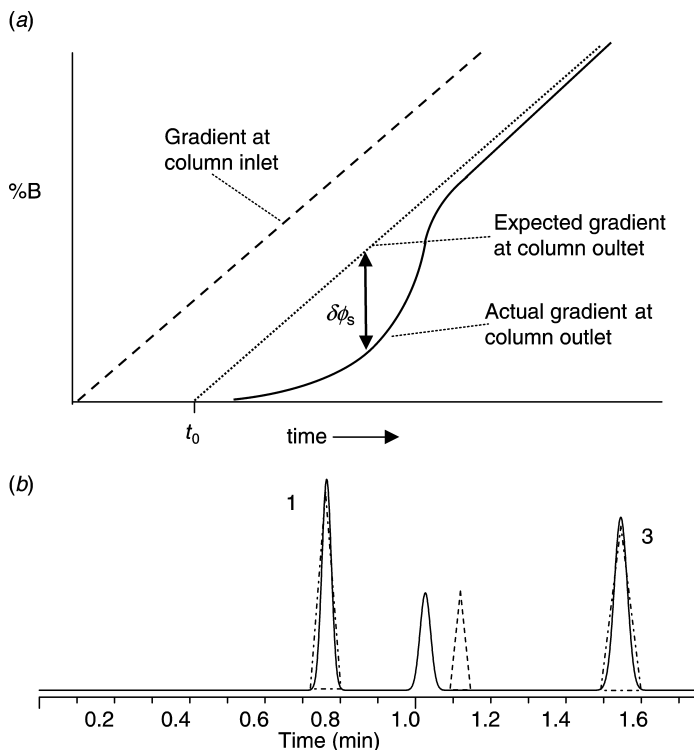 (a)
Gradient at
column inlet
%B
Expected gradient
at column oultet
δϕs
Actual gradient at
column outlet
t0
time
(b)
1
3
0.2 0.4 0.6 0.8 1.0 1.2 1.4 1.6
Time (min)